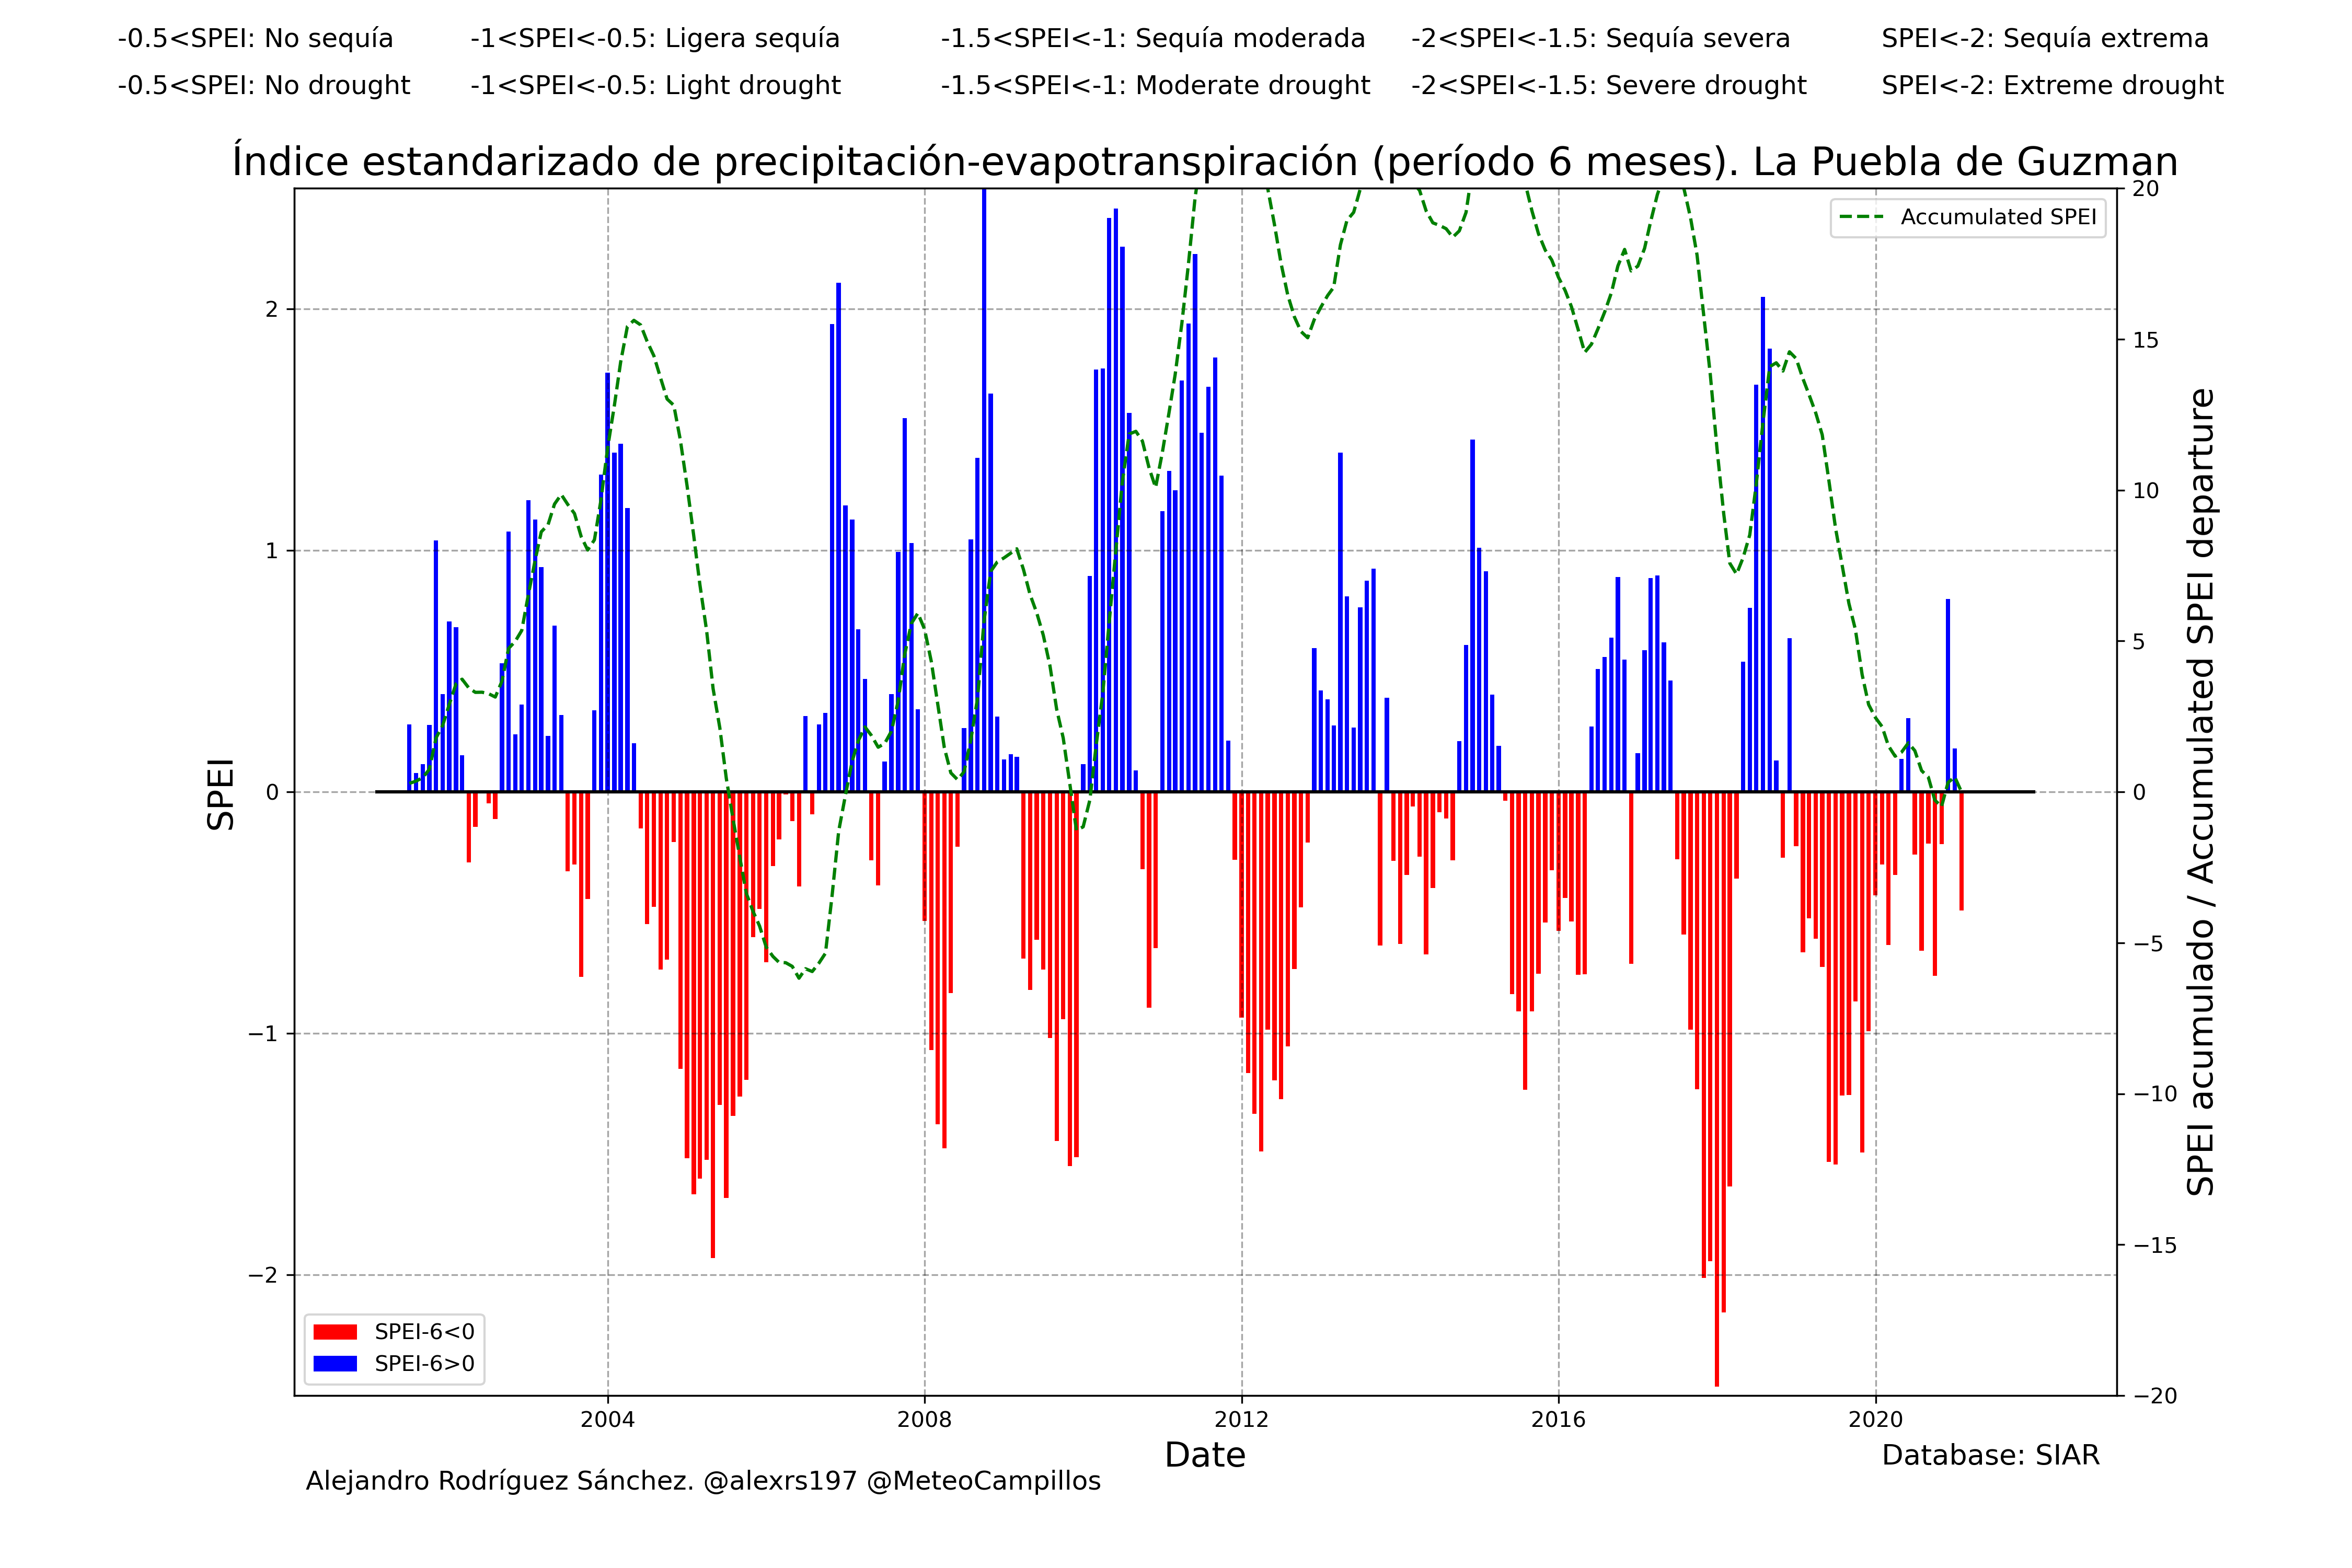 -0.5<SPEI: No sequía -1<SPEI<-0.5: Ligera sequía -1.5<SPEI<-1: Sequía moderada -2<SPEI<-1.5: Sequía severa SPEI<-2: Sequía extrema
-0.5<SPEI: No drought -1<SPEI<-0.5: Light drought -1.5<SPEI<-1: Moderate drought -2<SPEI<-1.5: Severe drought SPEI<-2: Extreme drought
Índice estandarizado de precipitación-evapotranspiración (período 6 meses). La Puebla de Guzman
Accumulated SPEI
SPEI
2
1
0
−1
−2
20
15
10
5
0
−5
−10
−15
−20
SPEI acumulado / Accumulated SPEI departure
SPEI-6<0
SPEI-6>0
2004 2008 2012 2016 2020
Date
Database: SIAR
Alejandro Rodríguez Sánchez. @alexrs197 @MeteoCampillos